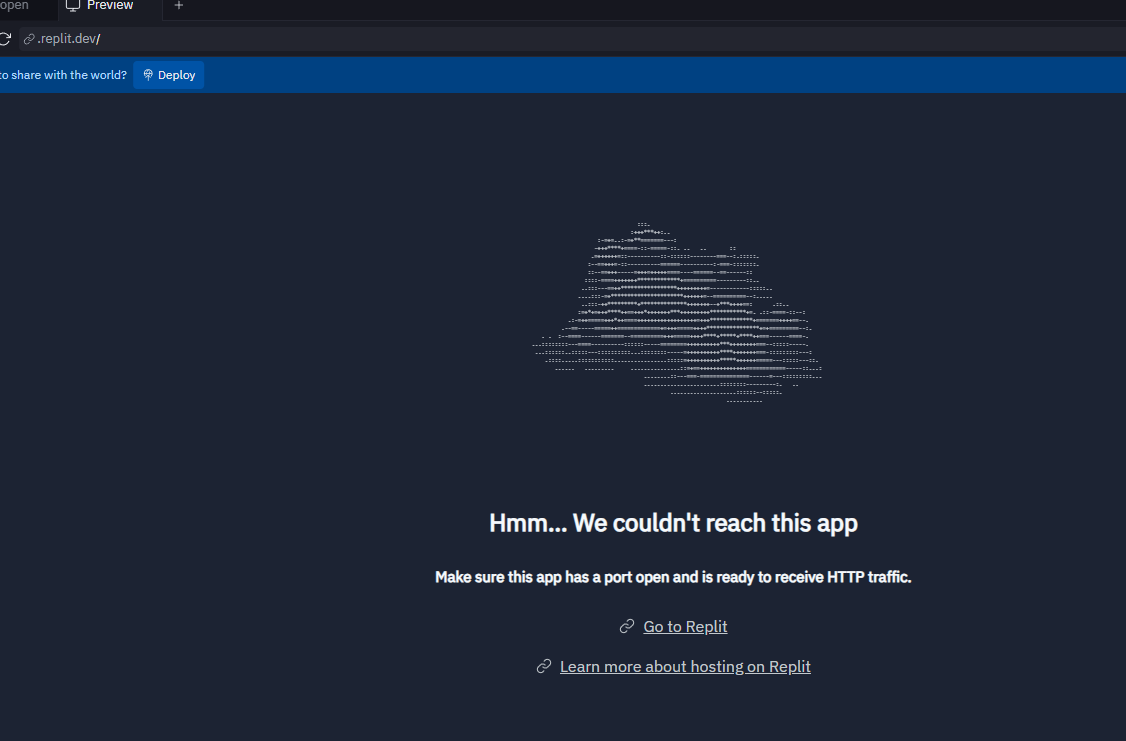 open
Preview
+
.replit.dev/
to share with the world? Deploy
Hmm... We couldn't reach this app
Make sure this app has a port open and is ready to receive HTTP traffic.
Go to Replit
Learn more about hosting on Replit